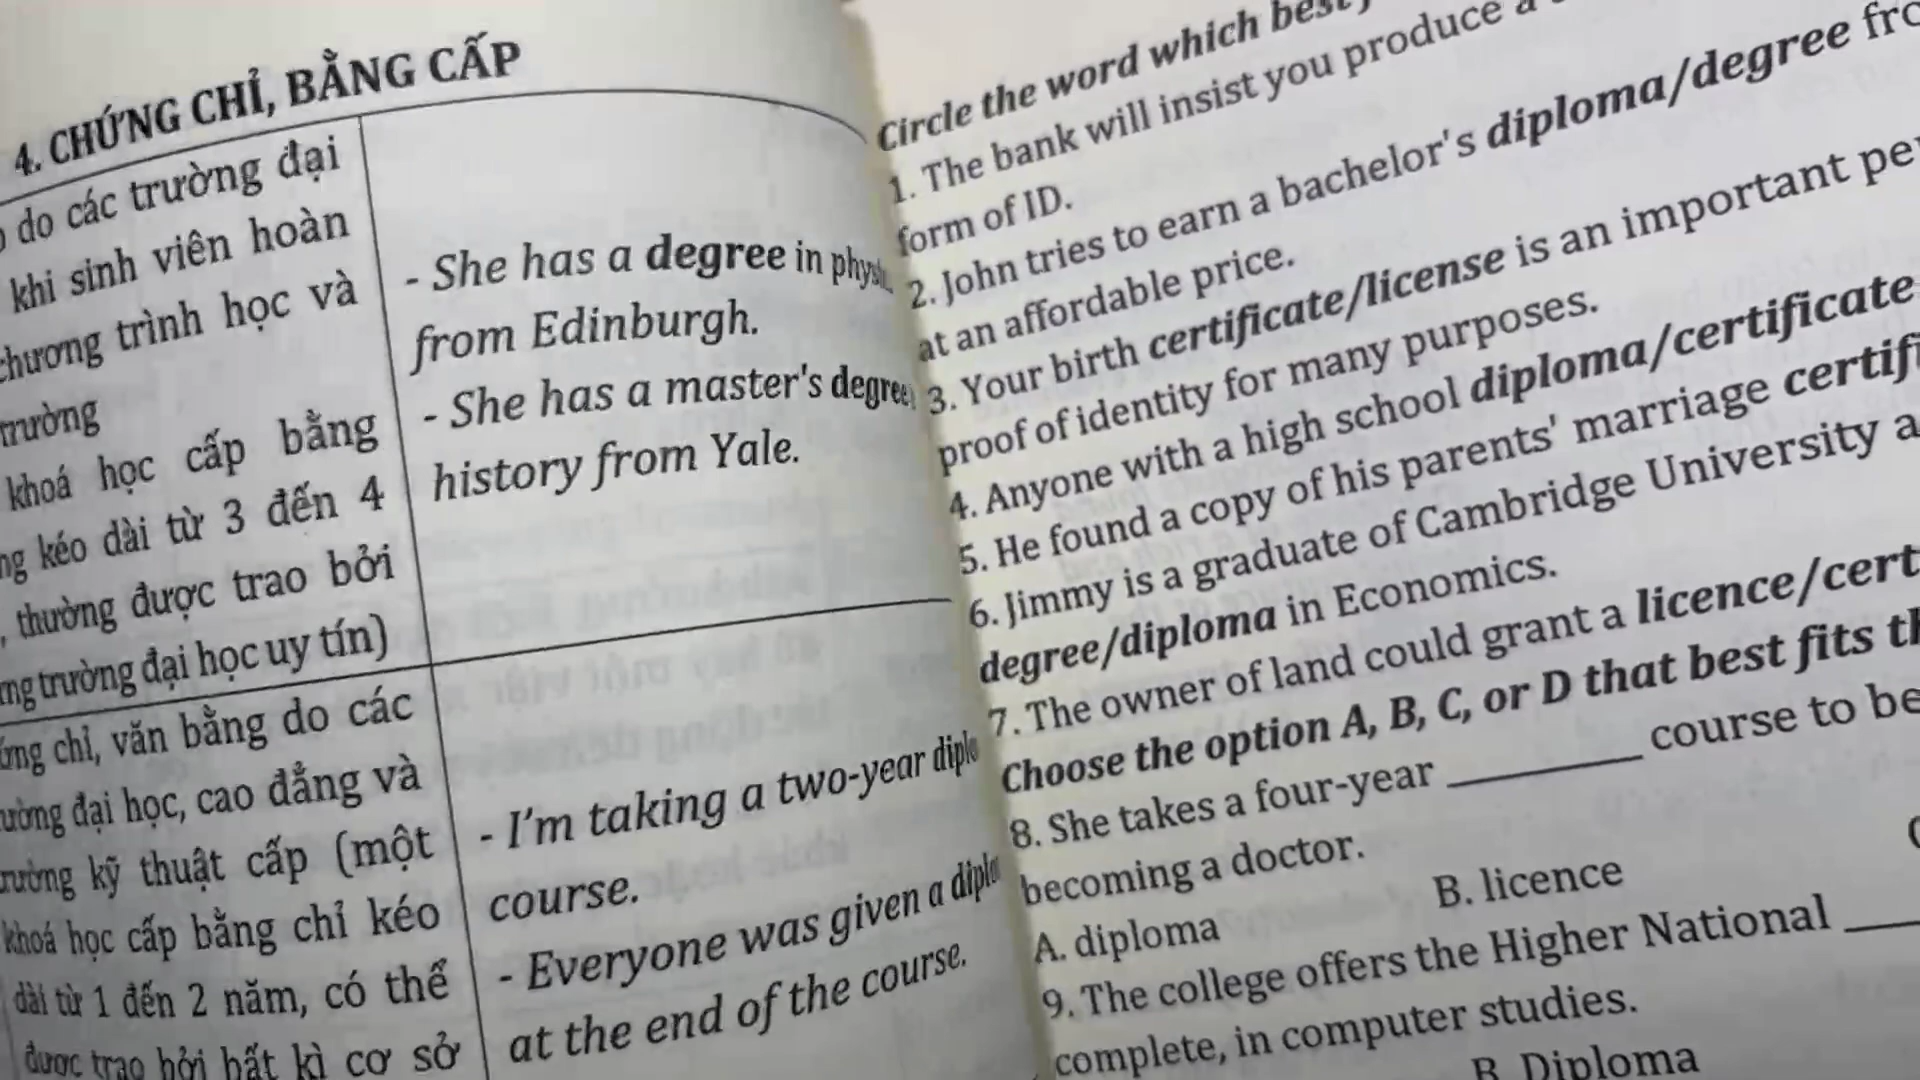 4. CHỨNG CHỈ, BẰNG CẤP
do các trường đại
khi sinh viên hoàn
chương trình học và
trường
khoá học cấp bằng
kéo dài từ 3 đến 4
, thường được trao bởi
trường đại học uy tín)
- She has a degree in
from Edinburgh.
- She has a master's degree
history from Yale.
chỉ, văn bằng do các
đại học, cao đẳng và
kỹ thuật cấp (một
khoá học cấp bằng chỉ kéo
dài từ 1 đến 2 năm, có thể
được trao bởi bất kì cơ sở
- I'm taking a two-year
course.
- Everyone was given a
at the end of the course.
Circle the word which
1. The bank will insist you produce a
form of ID.
2. John tries to earn a bachelor's diploma/degree
at an affordable price.
3. Your birth certificate/license is an important
proof of identity for many purposes.
4. Anyone with a high school diploma/certificate
5. He found a copy of his parents' marriage
6. Jimmy is a graduate of Cambridge University
degree/diploma in Economics.
7. The owner of land could grant a licence/
Choose the option A, B, C, or D that best fits
8. She takes a four-year ________ course to
becoming a doctor.
A. diploma B. licence
9. The college offers the Higher National ____
complete, in computer studies.
B. Diploma